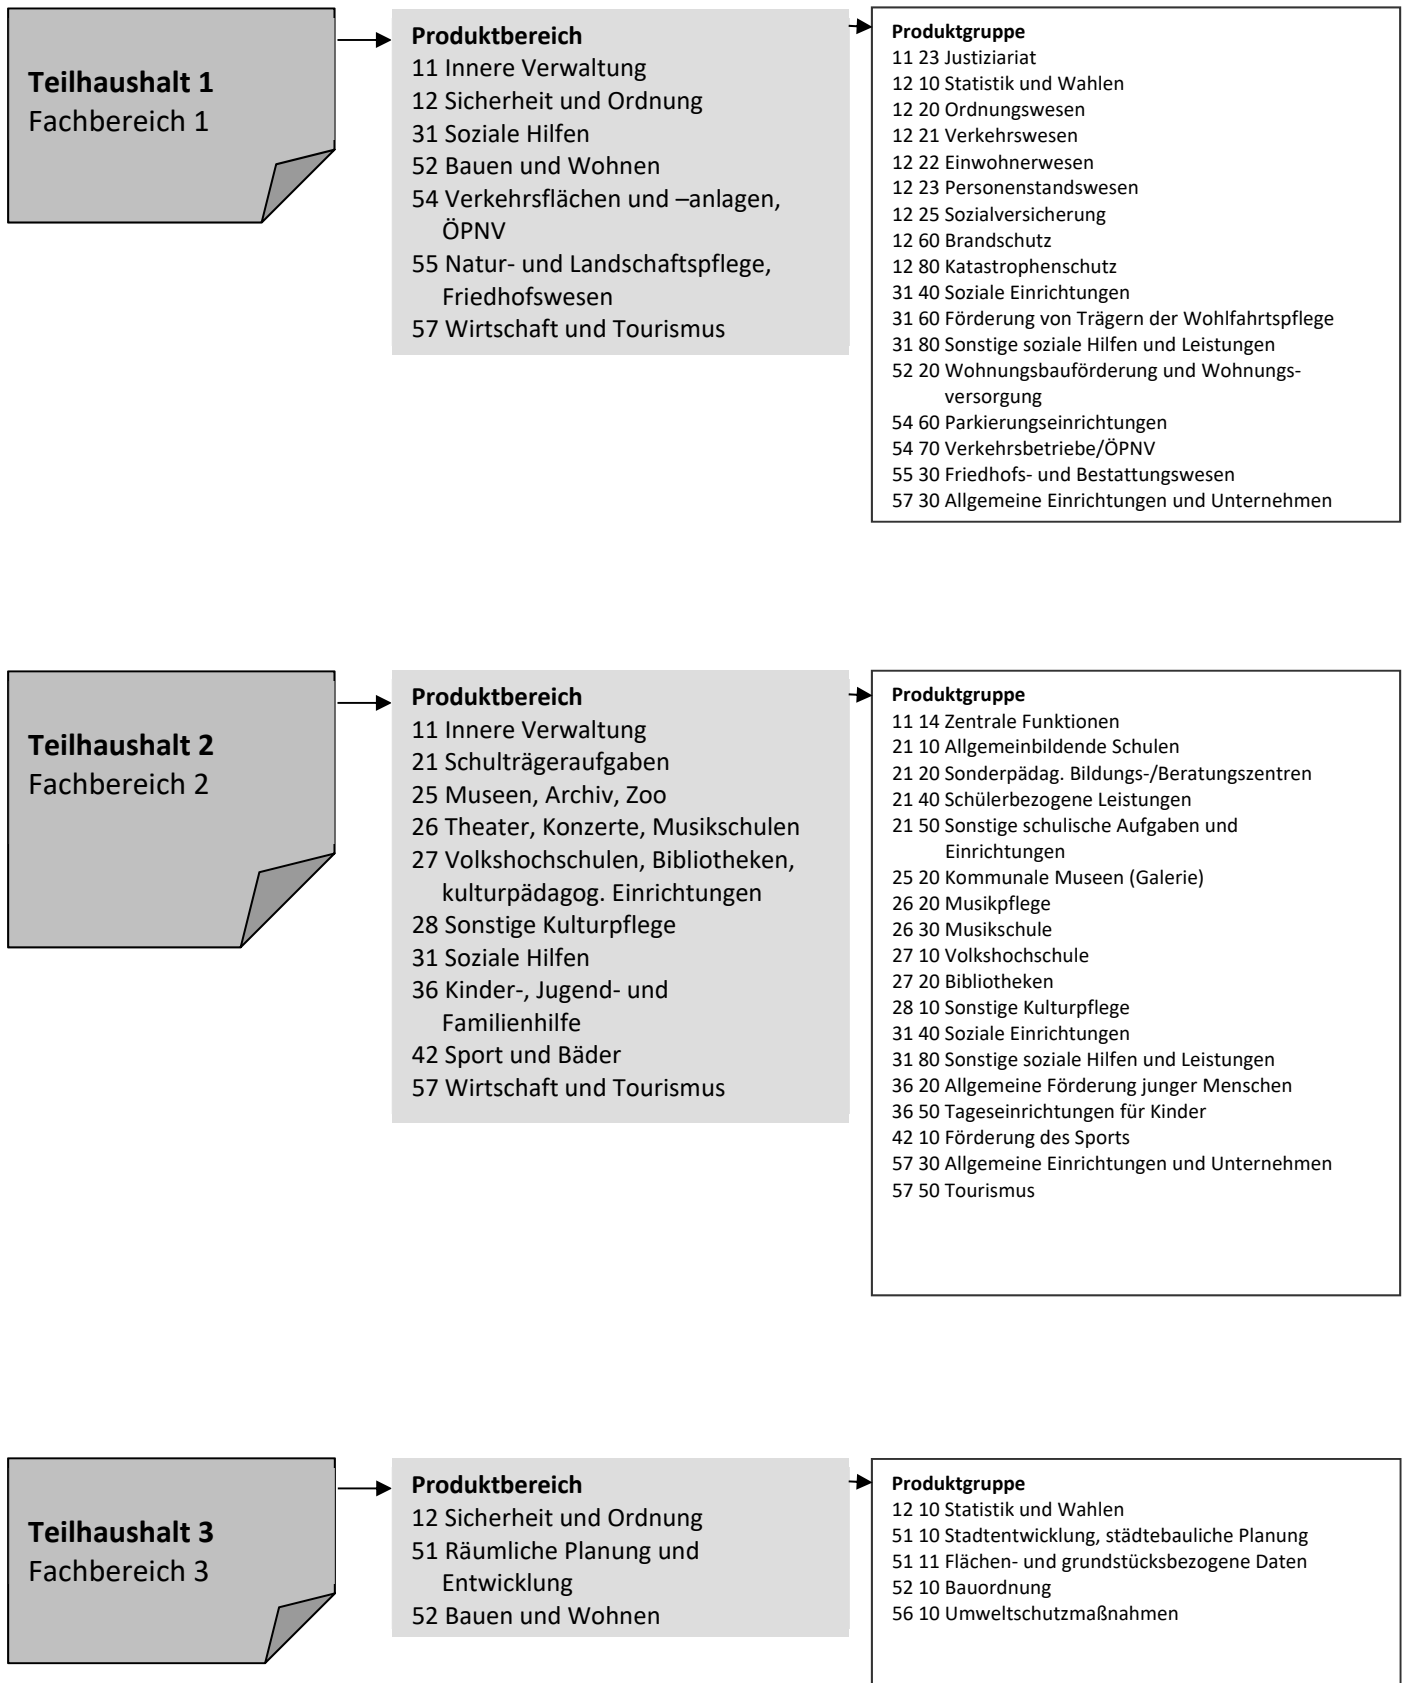 Teilhaushalt 1
Fachbereich 1
Produktbereich
11 Innere Verwaltung
12 Sicherheit und Ordnung
31 Soziale Hilfen
52 Bauen und Wohnen
54 Verkehrsflächen und –anlagen,
ÖPNV
55 Natur- und Landschaftspflege,
Friedhofswesen
57 Wirtschaft und Tourismus
Produktgruppe
11 23 Justiziariat
12 10 Statistik und Wahlen
12 20 Ordnungswesen
12 21 Verkehrswesen
12 22 Einwohnerwesen
12 23 Personenstandswesen
12 25 Sozialversicherung
12 60 Brandschutz
12 80 Katastrophenschutz
31 40 Soziale Einrichtungen
31 60 Förderung von Trägern der Wohlfahrtspflege
31 80 Sonstige soziale Hilfen und Leistungen
52 20 Wohnungsbauförderung und Wohnungs-
versorgung
54 60 Parkierungseinrichtungen
54 70 Verkehrsbetriebe/ÖPNV
55 30 Friedhofs- und Bestattungswesen
57 30 Allgemeine Einrichtungen und Unternehmen
Teilhaushalt 2
Fachbereich 2
Produktbereich
11 Innere Verwaltung
21 Schulträgeraufgaben
25 Museen, Archiv, Zoo
26 Theater, Konzerte, Musikschulen
27 Volkshochschulen, Bibliotheken,
kulturpädagog. Einrichtungen
28 Sonstige Kulturpflege
31 Soziale Hilfen
36 Kinder-, Jugend- und
Familienhilfe
42 Sport und Bäder
57 Wirtschaft und Tourismus
Produktgruppe
11 14 Zentrale Funktionen
21 10 Allgemeinbildende Schulen
21 20 Sonderpädag. Bildungs-/Beratungszentren
21 40 Schülerbezogene Leistungen
21 50 Sonstige schulische Aufgaben und
Einrichtungen
25 20 Kommunale Museen (Galerie)
26 20 Musikpflege
26 30 Musikschule
27 10 Volkshochschule
27 20 Bibliotheken
28 10 Sonstige Kulturpflege
31 40 Soziale Einrichtungen
31 80 Sonstige soziale Hilfen und Leistungen
36 20 Allgemeine Förderung junger Menschen
36 50 Tageseinrichtungen für Kinder
42 10 Förderung des Sports
57 30 Allgemeine Einrichtungen und Unternehmen
57 50 Tourismus
Teilhaushalt 3
Fachbereich 3
Produktbereich
12 Sicherheit und Ordnung
51 Räumliche Planung und
Entwicklung
52 Bauen und Wohnen
Produktgruppe
12 10 Statistik und Wahlen
51 10 Stadtentwicklung, städtebauliche Planung
51 11 Flächen- und grundstücksbezogene Daten
52 10 Bauordnung
56 10 Umweltschutzmaßnahmen